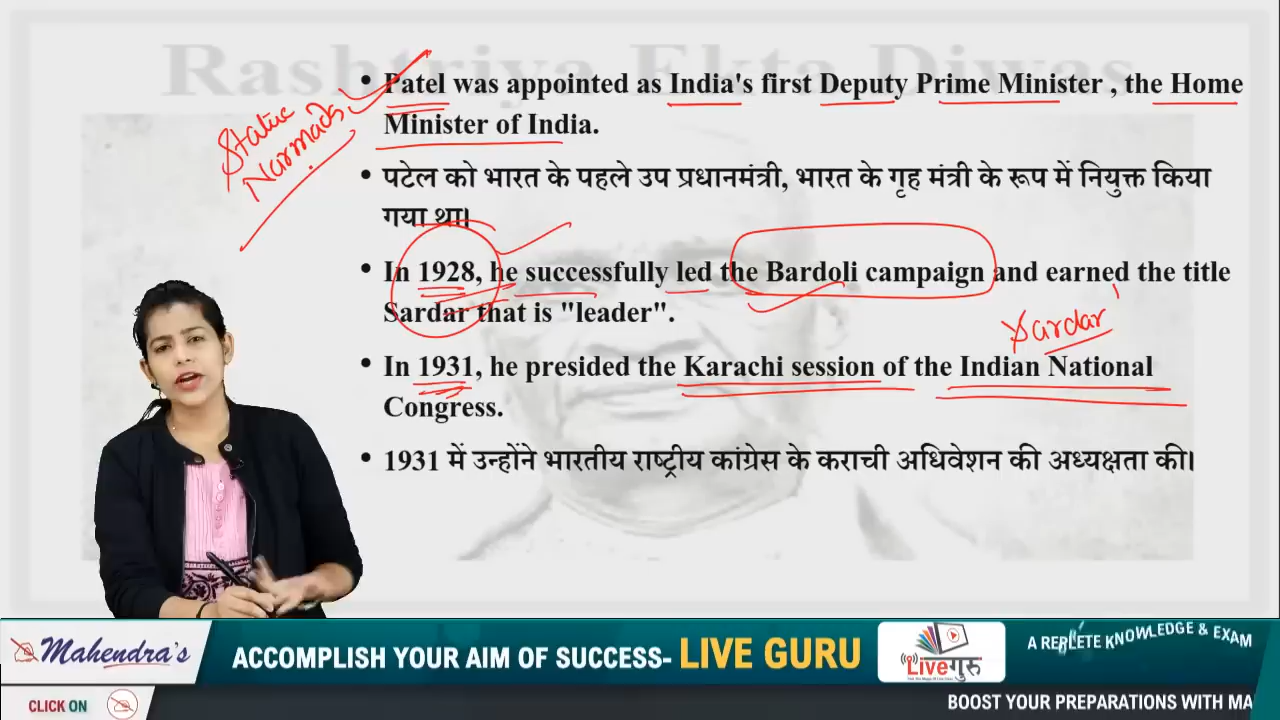 Rashtriya Ekta Diwas
• Patel was appointed as India's first Deputy Prime Minister , the Home
Minister of India.
Statue
Narmada
• पटेल को भारत के पहले उप प्रधानमंत्री, भारत के गृह मंत्री के रूप में नियुक्त किया
गया था।
• In 1928, he successfully led the Bardoli campaign and earned the title
Sardar that is "leader".
Sardar
• In 1931, he presided the Karachi session of the Indian National
Congress.
• 1931 में उन्होंने भारतीय राष्ट्रीय कांग्रेस के कराची अधिवेशन की अध्यक्षता की।
Mahendra's
ACCOMPLISH YOUR AIM OF SUCCESS- LIVE GURU
Live गुरु
A REPLETE KNOWLEDGE & EXAM
CLICK ON
BOOST YOUR PREPARATIONS WITH MA